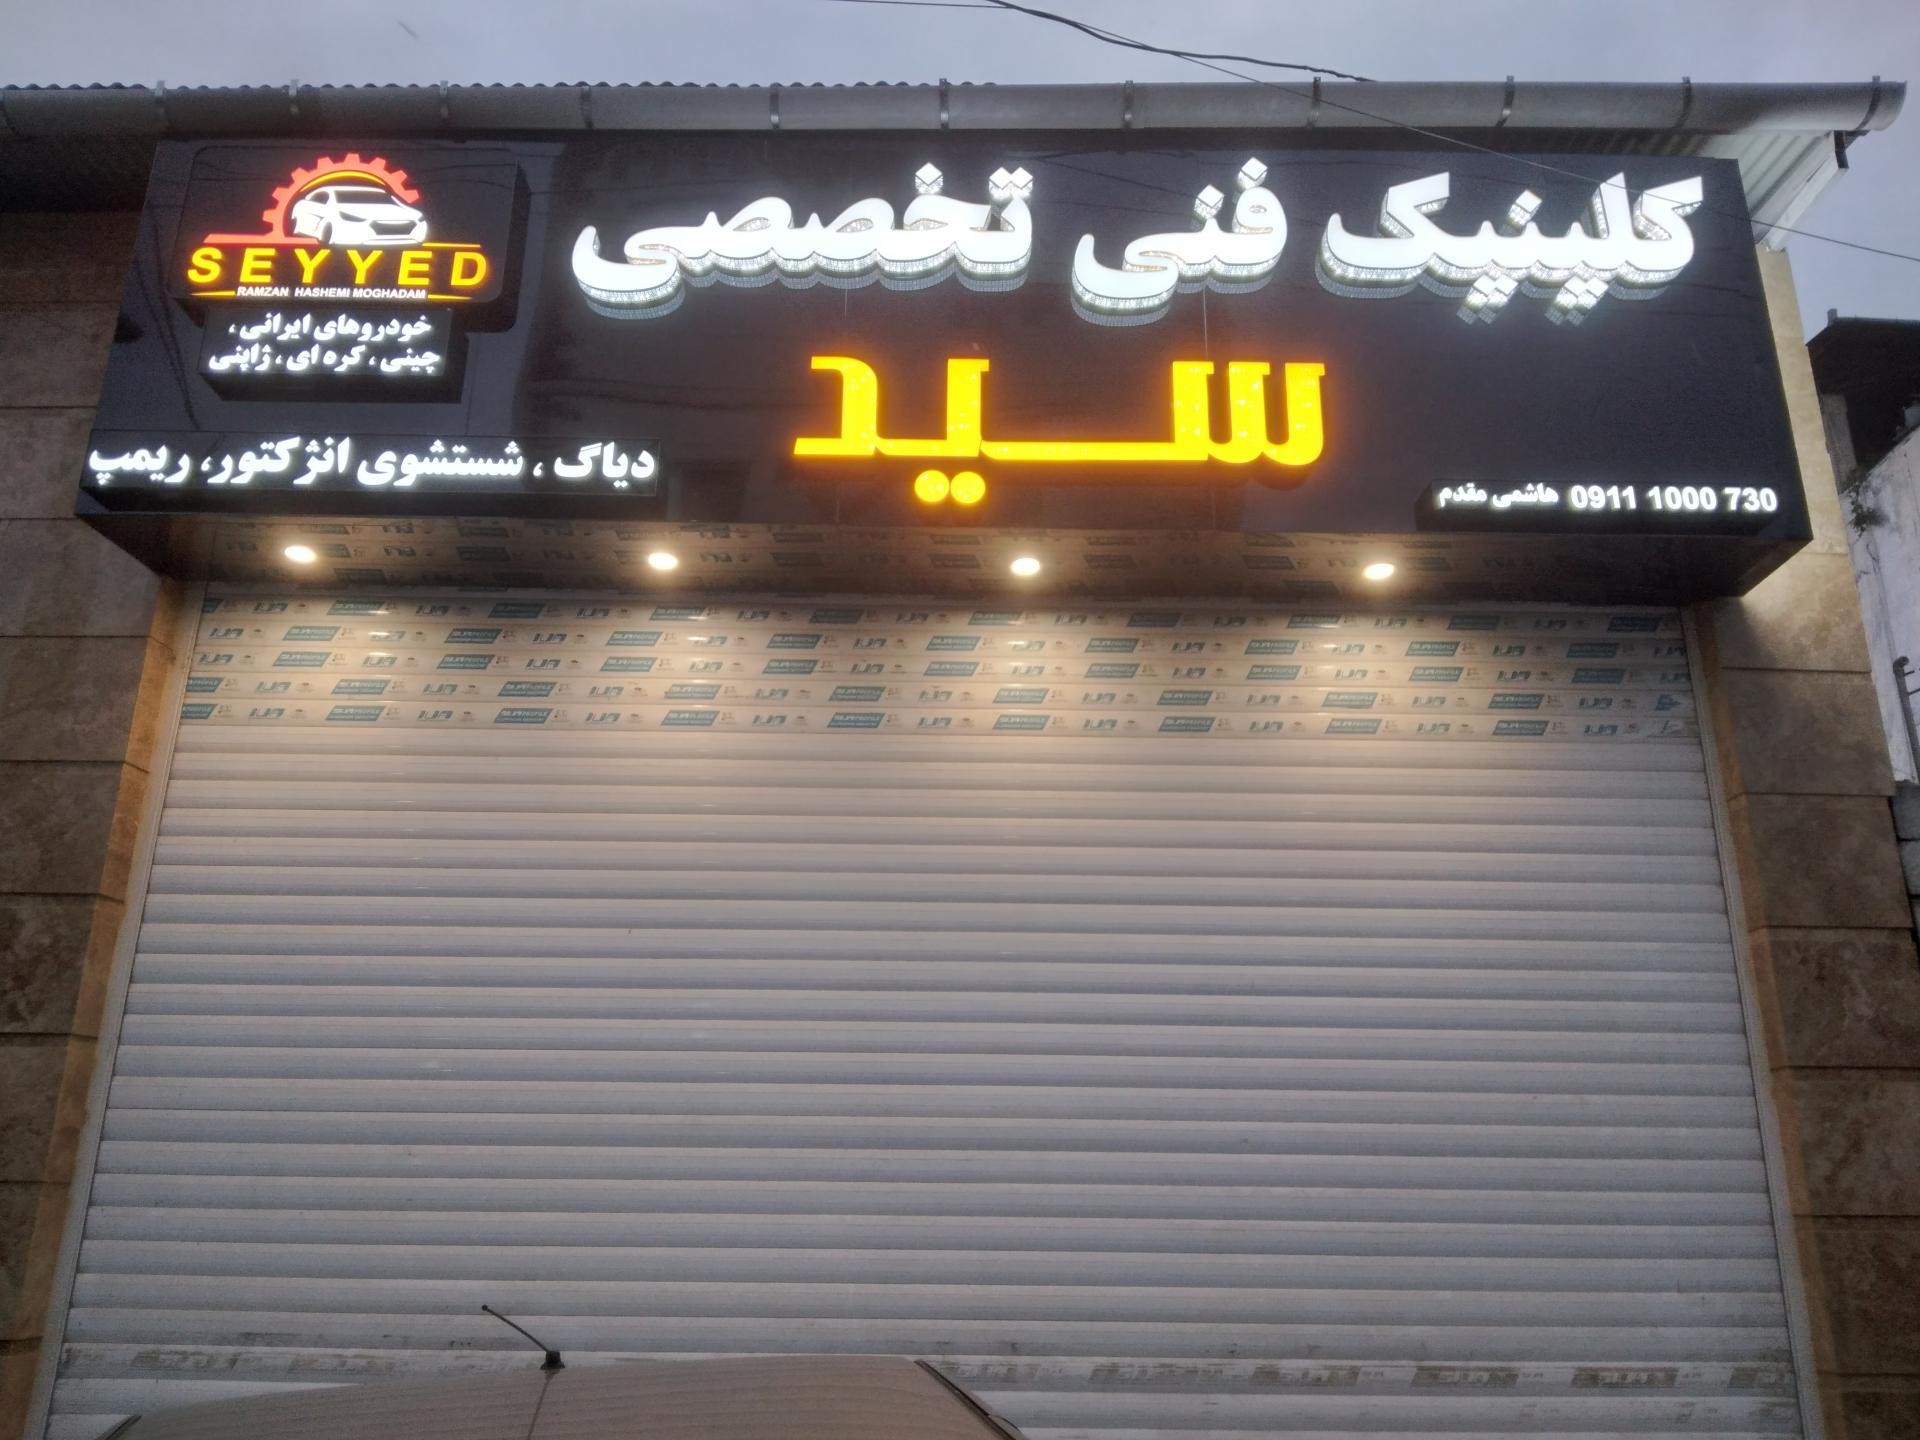 کلینیک فنی تخصصی
سید
SEYYED
RAMZAN HASHEMI MOGHADAM
خودروهای ایرانی،
چینی، کره ای، ژاپنی
دیاگ، شستشوی انژکتور، ریمپ
0911 1000 730 هاشمی مقدم